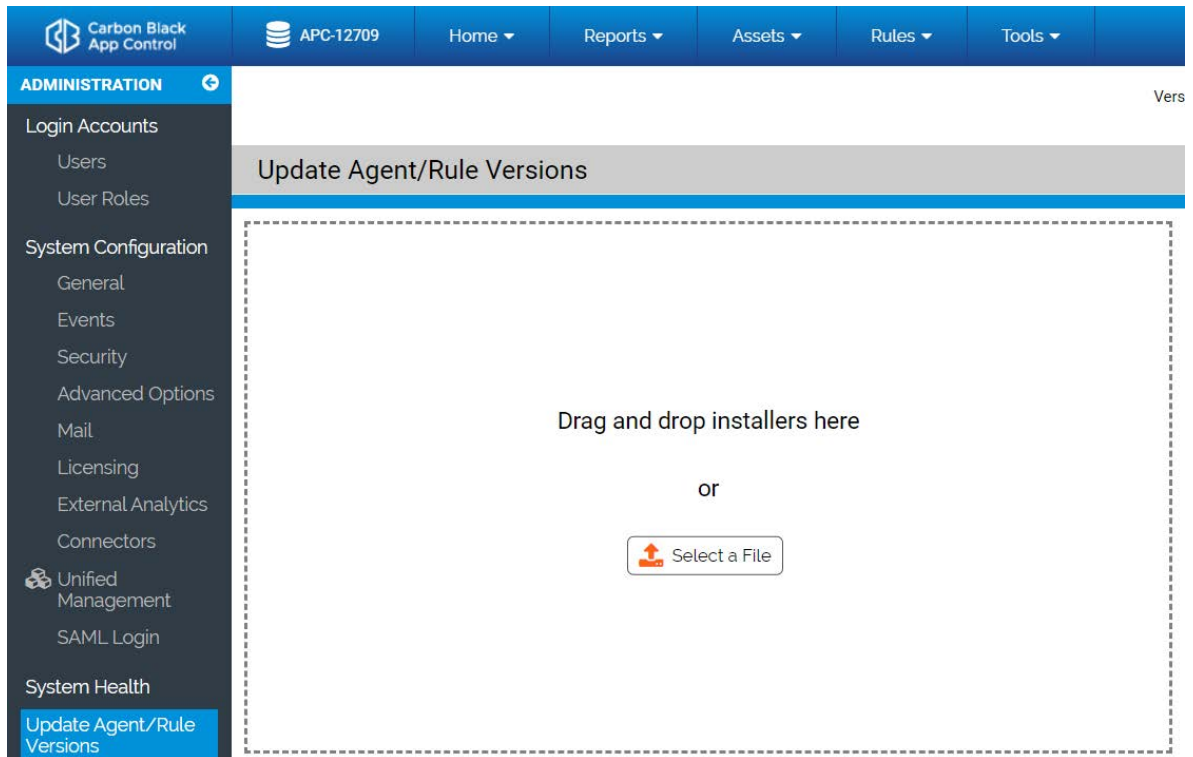 Carbon Black
App Control
APC-12709
Home
Reports
Assets
Rules
Tools
ADMINISTRATION
Vers
Login Accounts
Users
User Roles
Update Agent/Rule Versions
System Configuration
General
Events
Security
Advanced Options
Mail
Licensing
External Analytics
Connectors
Unified
Management
SAML Login
System Health
Update Agent/Rule
Versions
Drag and drop installers here
or
Select a File